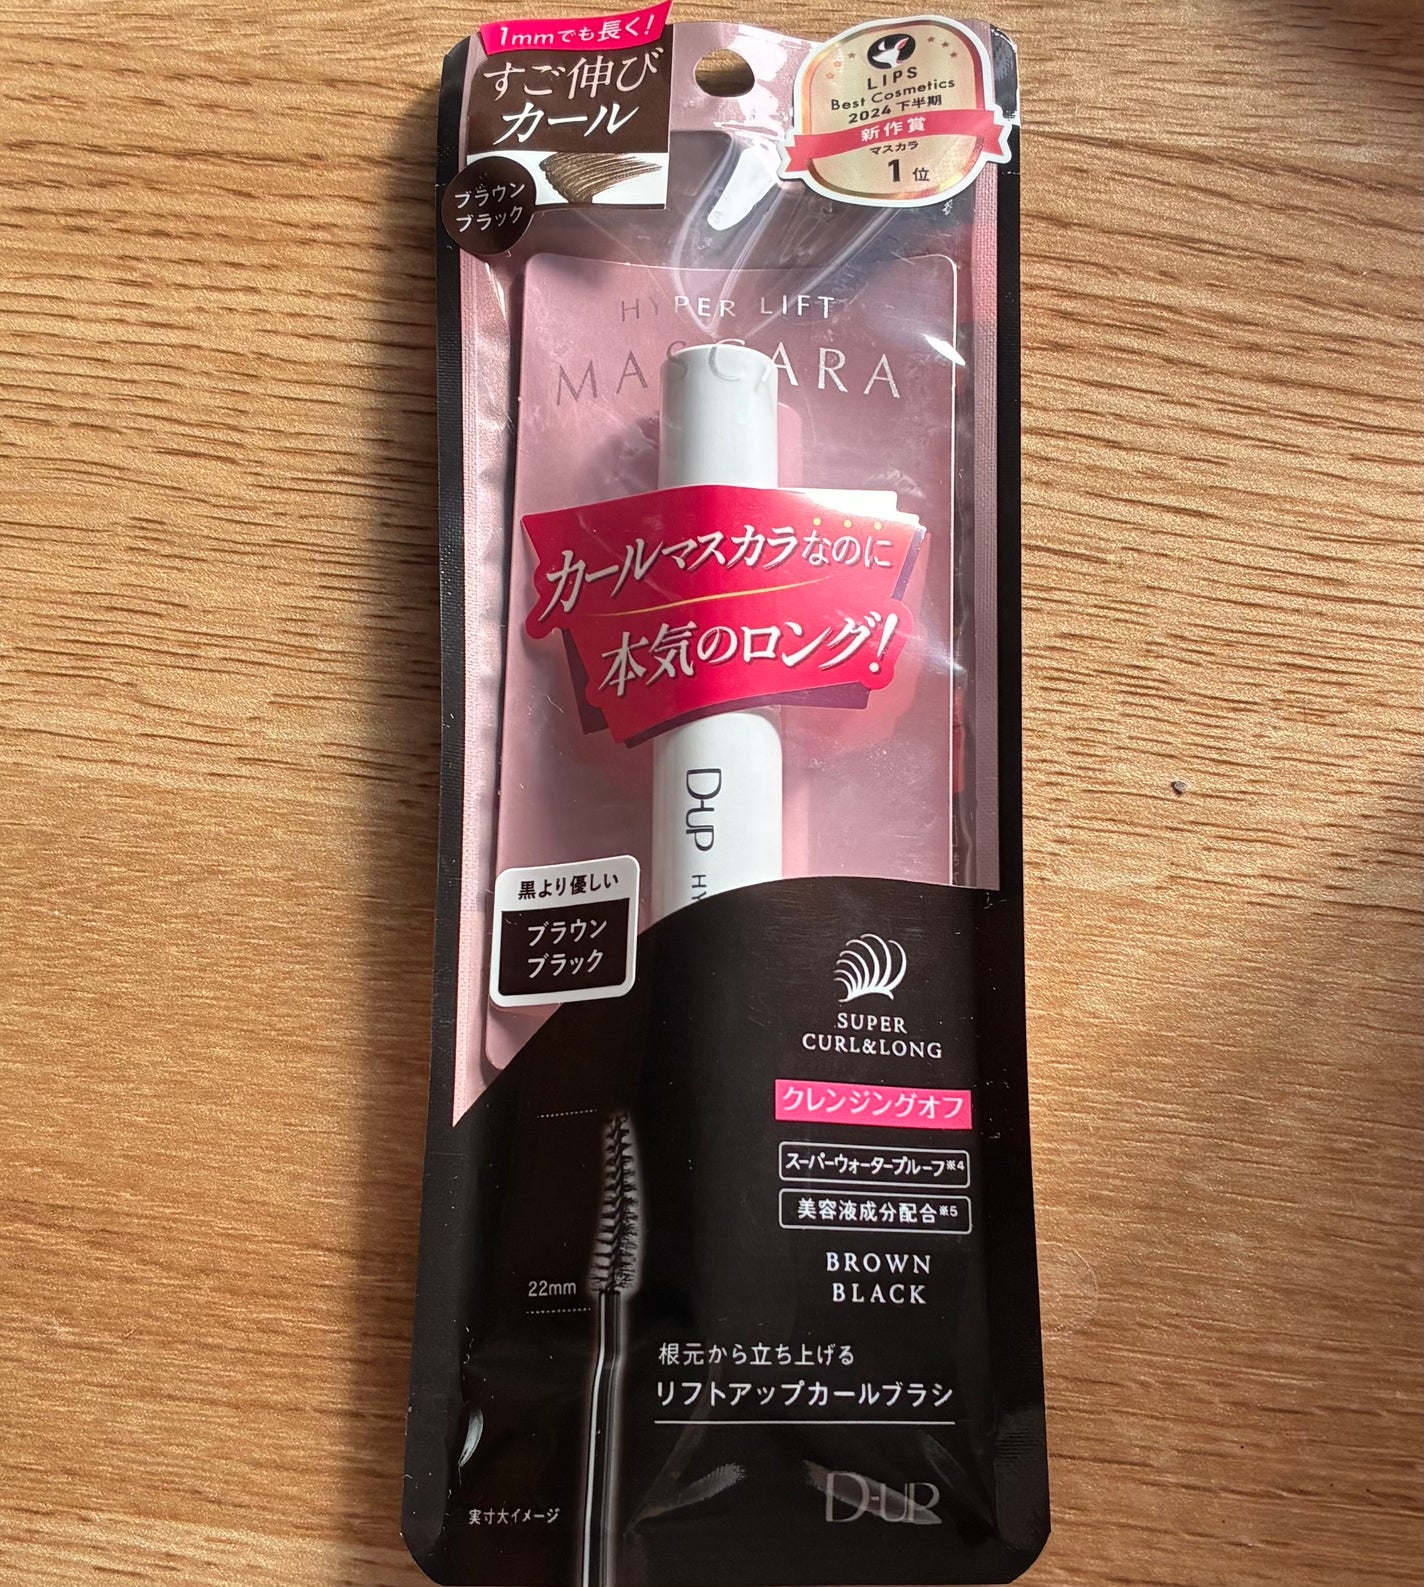 1mmでも長く!
すご伸び
カール
ブラウン
ブラック
LIPS
Best Cosmetics
2024 下半期
新作賞
マスカラ
1位
HYPER LIFT
MASCARA
カールマスカラなのに
本気のロング!
D-UP HY
黒より優しい
ブラウン
ブラック
SUPER
CURL&LONG
クレンジングオフ
スーパーウォータープルーフ※4
美容液成分配合※5
BROWN
BLACK
22mm
根元から立ち上げる
リフトアップカールブラシ
実寸大イメージ
D-UP